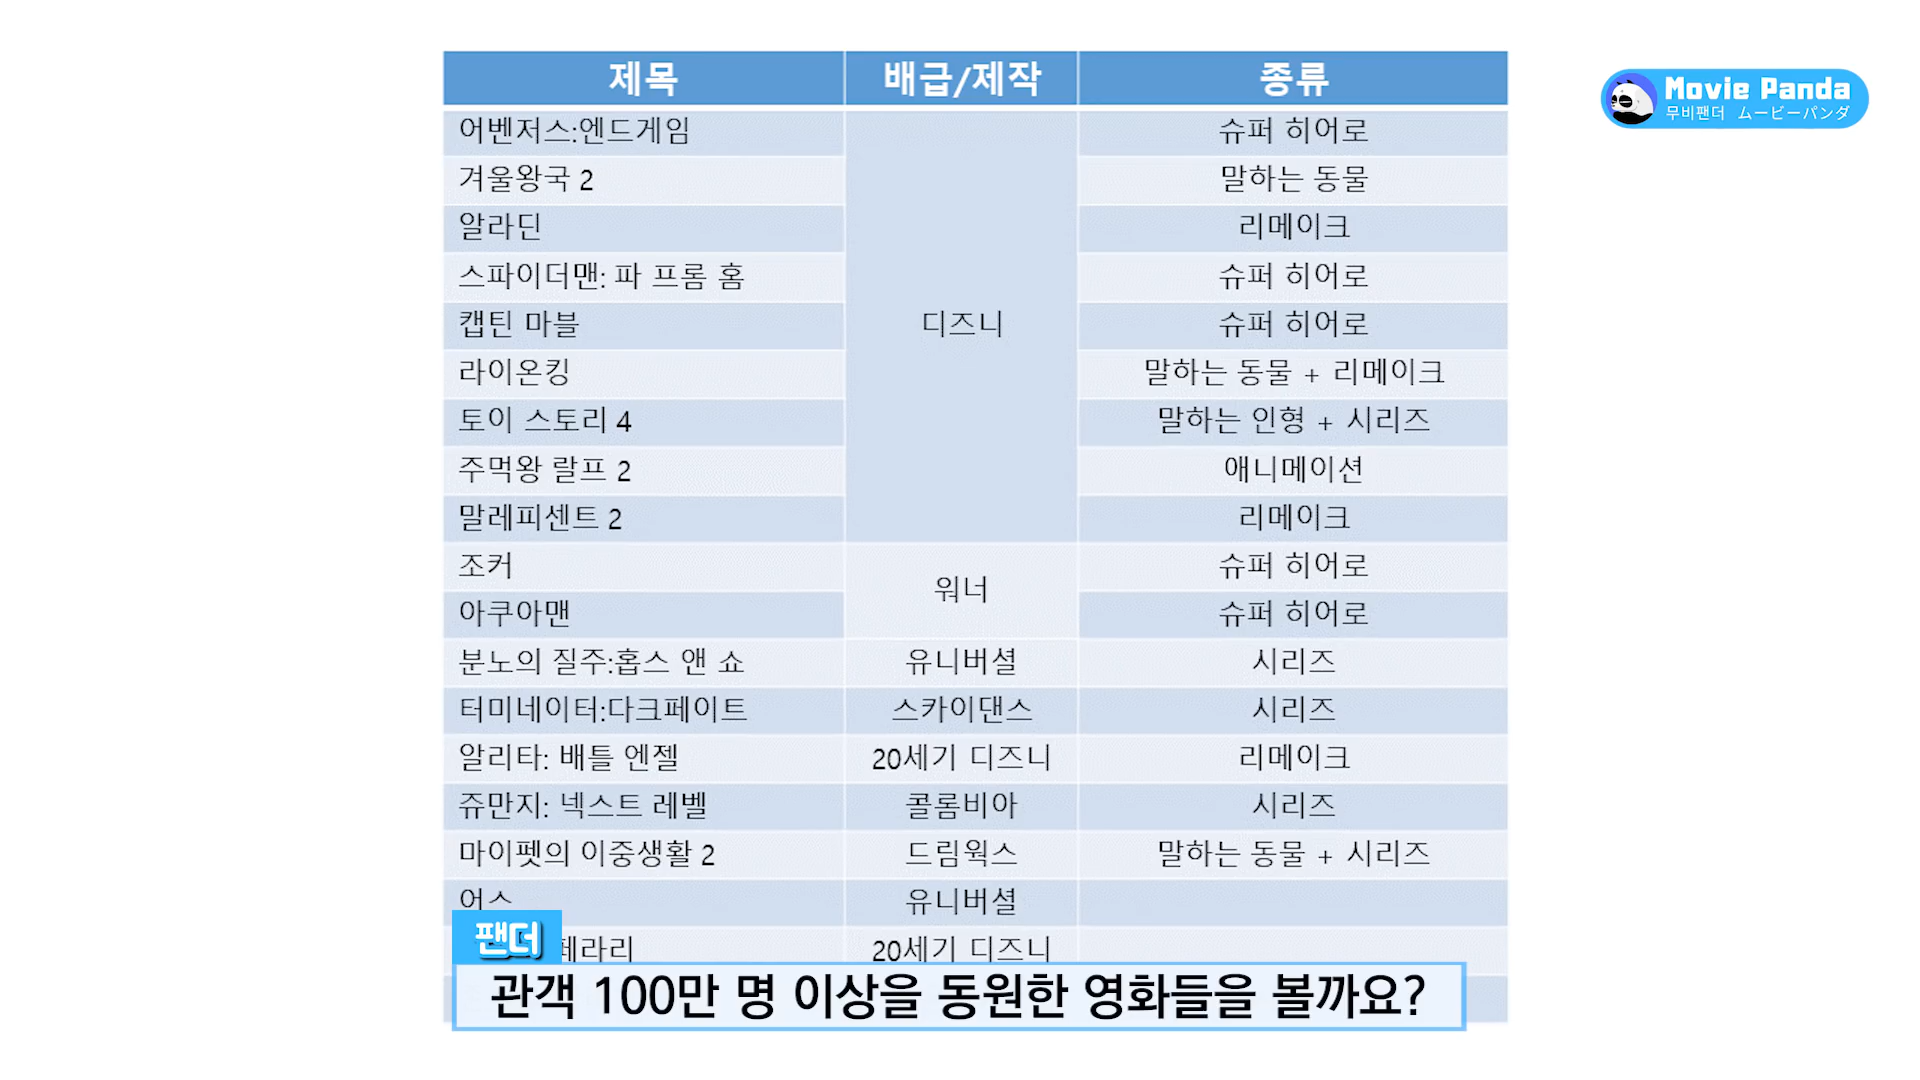 제목 배급/제작 종류
Movie Panda
무비팬더 ムービーパンダ
어벤저스:엔드게임 슈퍼 히어로
겨울왕국 2 말하는 동물
알라딘 리메이크
스파이더맨: 파 프롬 홈 슈퍼 히어로
캡틴 마블 디즈니 슈퍼 히어로
라이온킹 말하는 동물 + 리메이크
토이 스토리 4 말하는 인형 + 시리즈
주먹왕 랄프 2 애니메이션
말레피센트 2 리메이크
조커 슈퍼 히어로
워너
아쿠아맨 슈퍼 히어로
분노의 질주:홉스 앤 쇼 유니버셜 시리즈
터미네이터:다크페이트 스카이댄스 시리즈
알리타: 배틀 엔젤 20세기 디즈니 리메이크
쥬만지: 넥스트 레벨 콜롬비아 시리즈
마이펫의 이중생활 2 드림웍스 말하는 동물 + 시리즈
어스 유니버셜
페라리 20세기 디즈니
팬더
관객 100만 명 이상을 동원한 영화들을 볼까요?